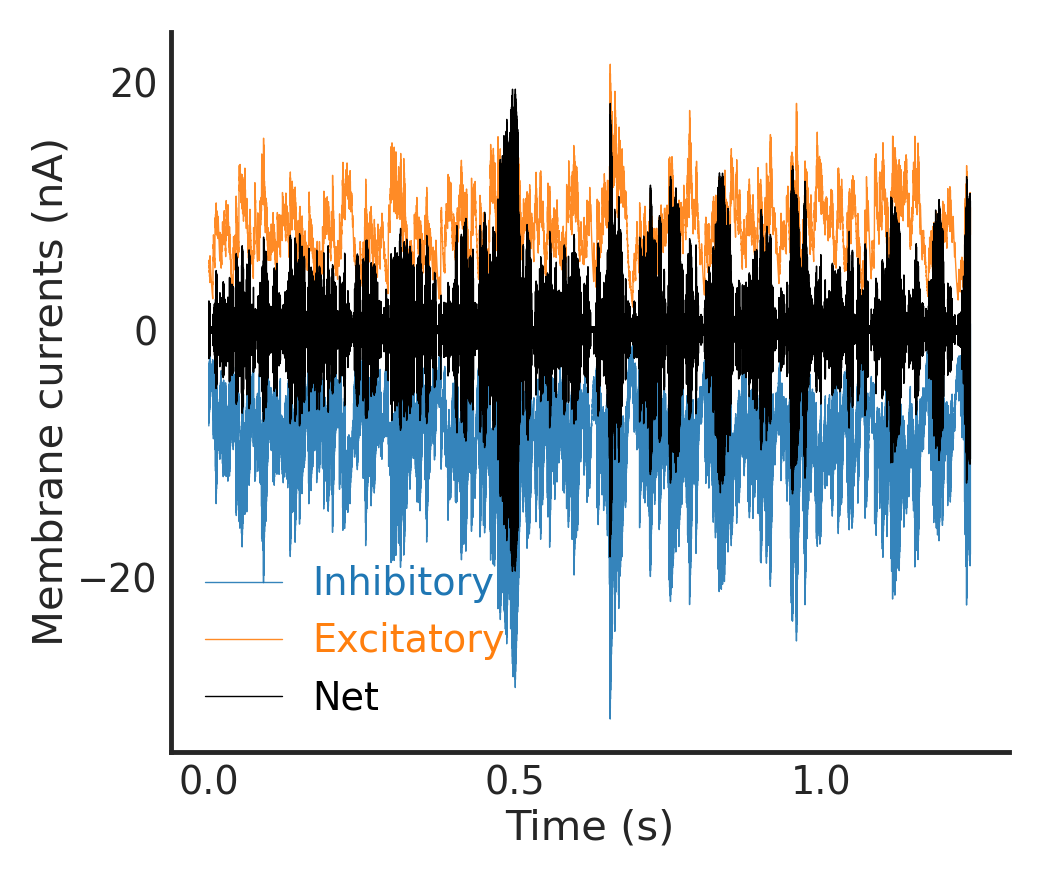 20
0
−20
Membrane currents (nA)
Inhibitory
Excitatory
Net
0.0 0.5 1.0
Time (s)